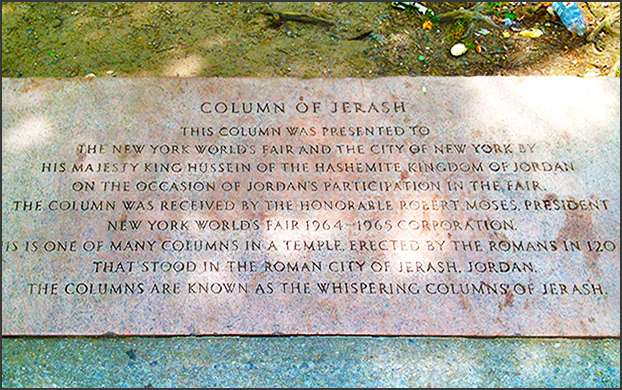 COLUMN OF JERASH
THIS COLUMN WAS PRESENTED TO
THE NEW YORK WORLD'S FAIR AND THE CITY OF NEW YORK BY
HIS MAJESTY KING HUSSEIN OF THE HASHEMITE KINGDOM OF JORDAN
ON THE OCCASION OF JORDAN'S PARTICIPATION IN THE FAIR.
THE COLUMN WAS RECEIVED BY THE HONORABLE ROBERT MOSES, PRESIDENT
NEW YORK WORLD'S FAIR 1964-1965 CORPORATION.
IS IS ONE OF MANY COLUMNS IN A TEMPLE, ERECTED BY THE ROMANS IN 120
THAT STOOD IN THE ROMAN CITY OF JERASH, JORDAN.
THE COLUMNS ARE KNOWN AS THE WHISPERING COLUMNS OF JERASH.